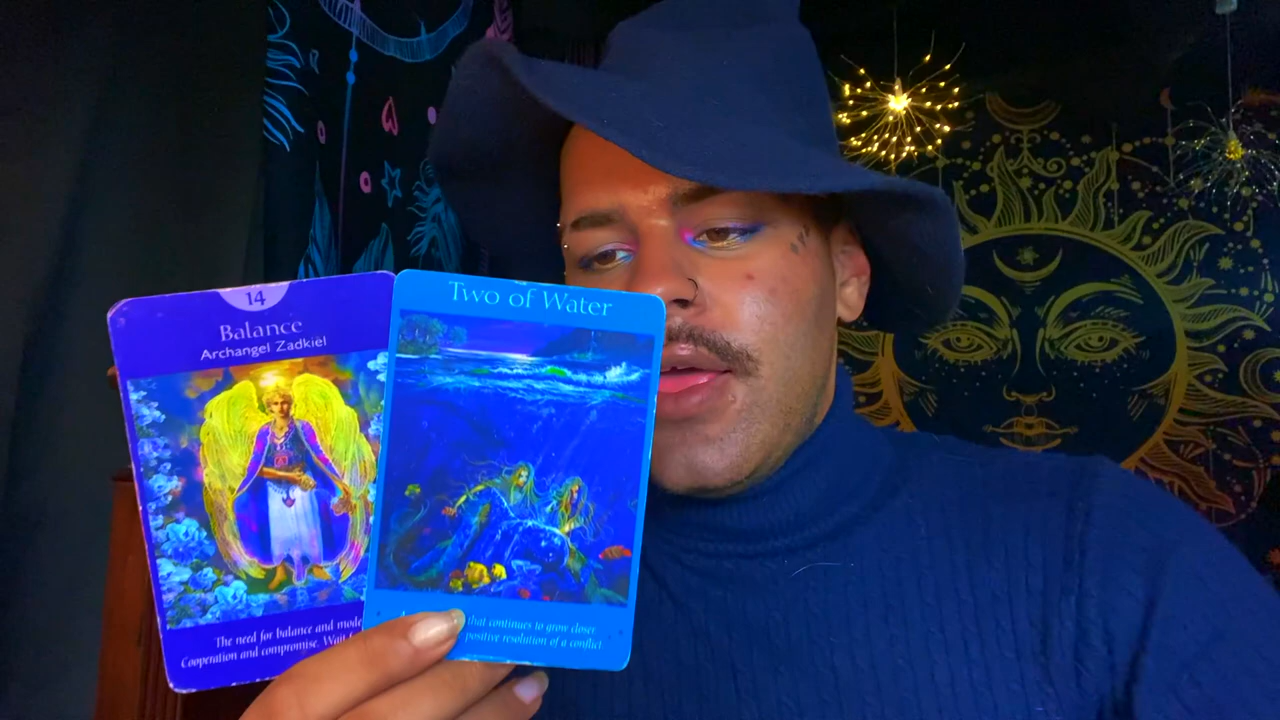 14
Balance
Archangel Zadkiel
The need for balance and mode
Cooperation and compromise. Wait
Two of Water
that continues to grow closer.
positive resolution of a conflict